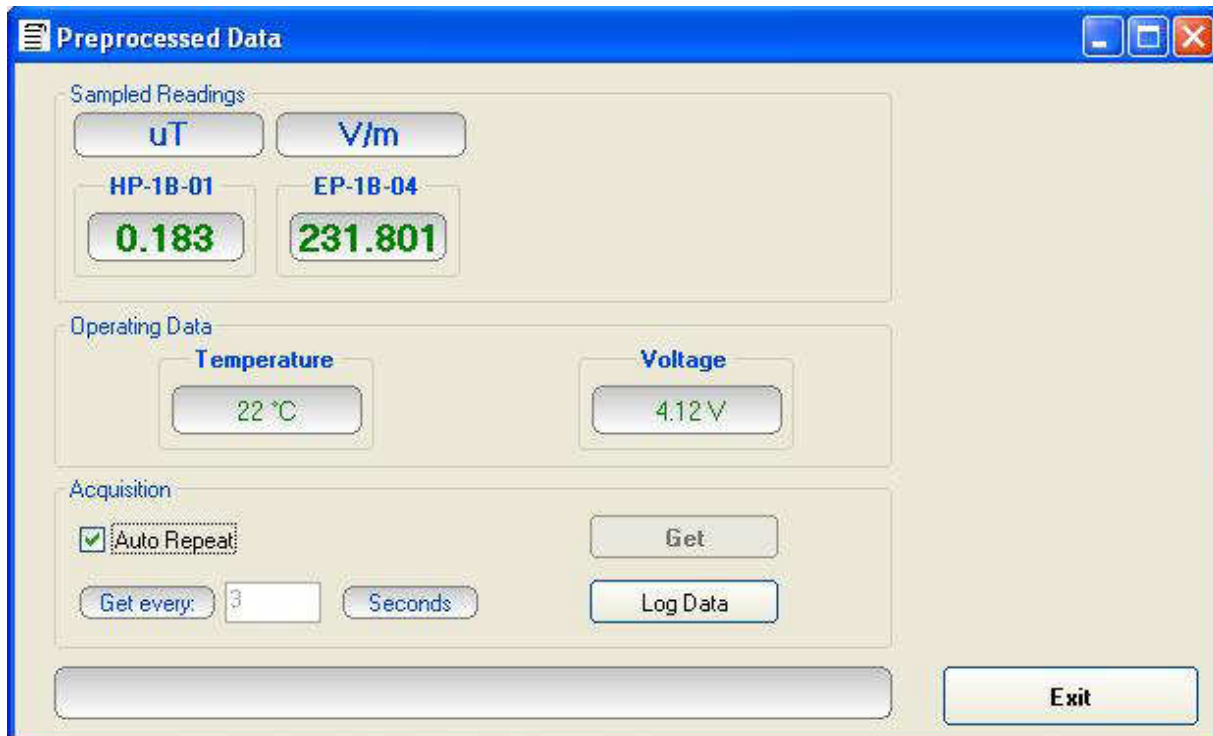 Preprocessed Data
Sampled Readings
uT V/m
HP-1B-01 EP-1B-04
0.183 231.801
Operating Data
Temperature Voltage
22 °C 4.12 V
Acquisition
Auto Repeat Get
Get every: 3 Seconds Log Data
Exit